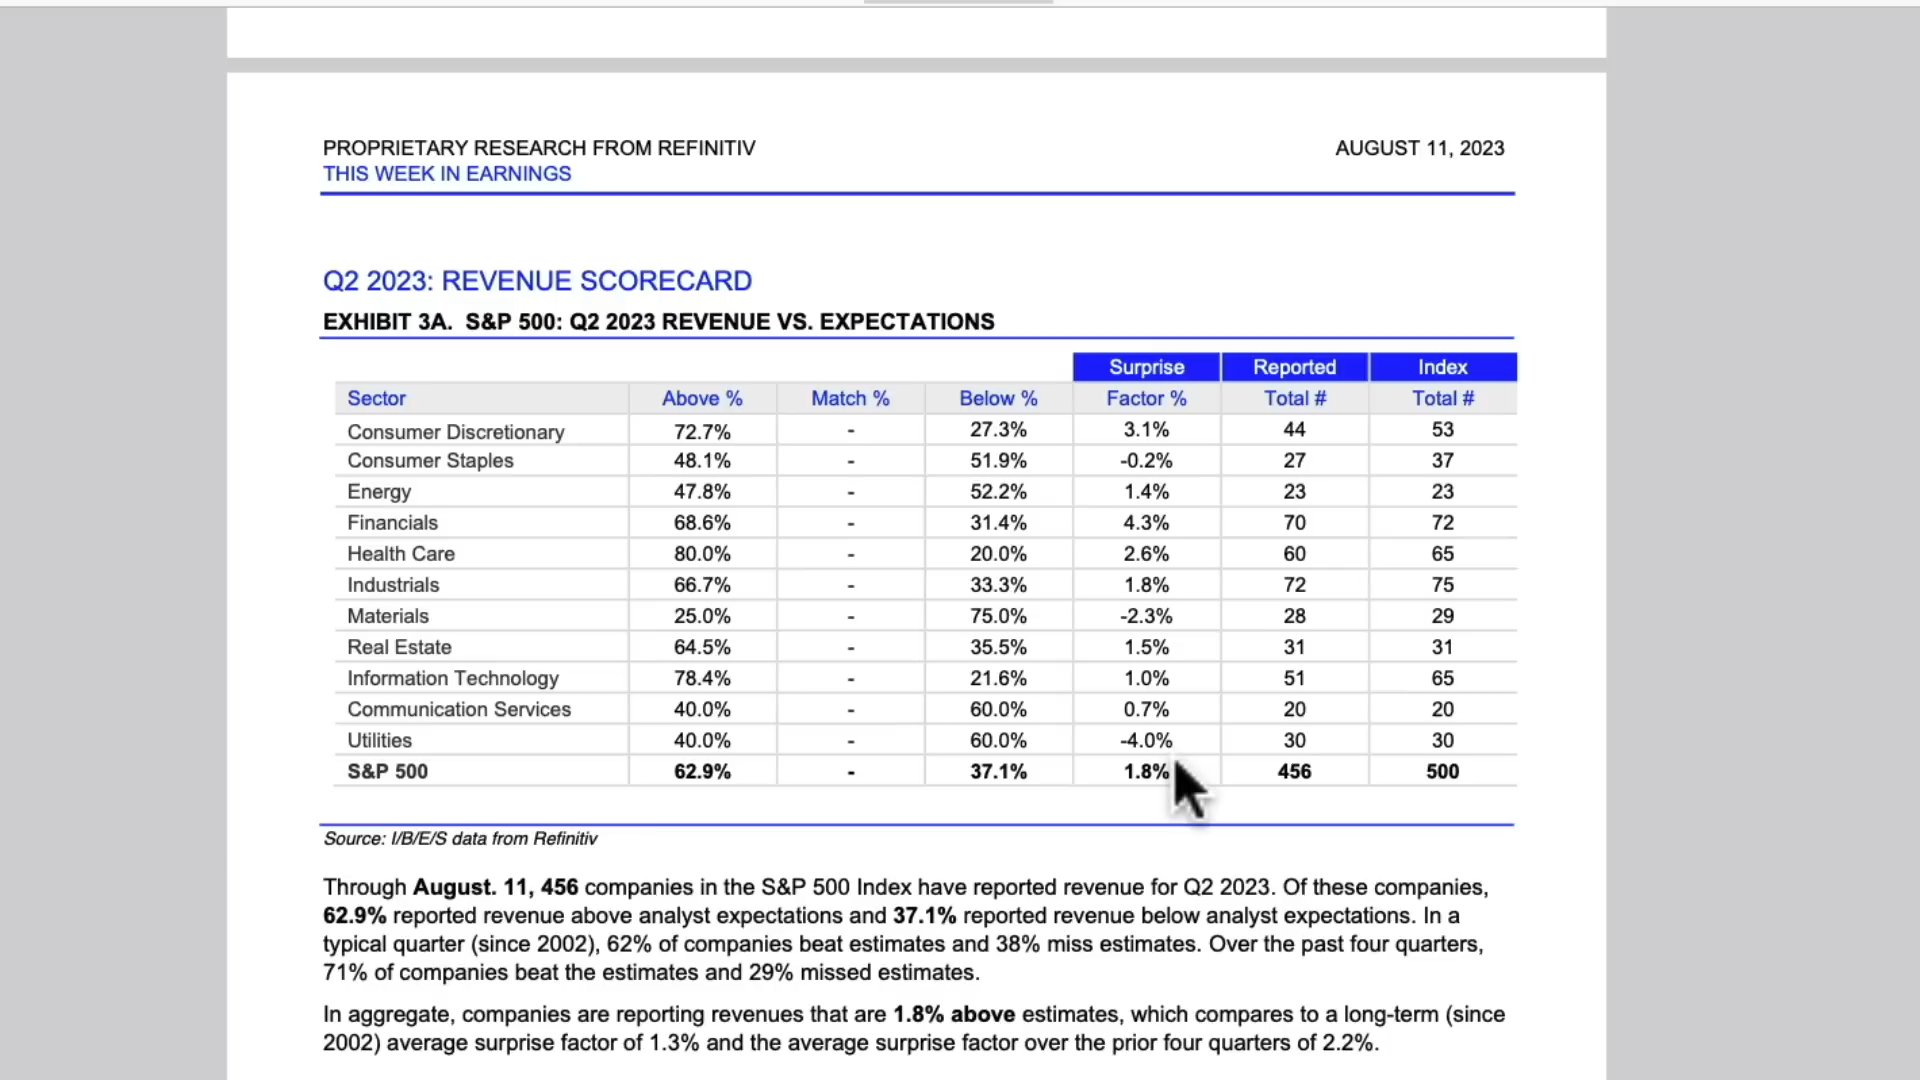 PROPRIETARY RESEARCH FROM REFINITIV AUGUST 11, 2023
THIS WEEK IN EARNINGS
Q2 2023: REVENUE SCORECARD
EXHIBIT 3A. S&P 500: Q2 2023 REVENUE VS. EXPECTATIONS
Surprise Reported Index
Sector Above % Match % Below % Factor % Total # Total #
Consumer Discretionary 72.7% - 27.3% 3.1% 44 53
Consumer Staples 48.1% - 51.9% -0.2% 27 37
Energy 47.8% - 52.2% 1.4% 23 23
Financials 68.6% - 31.4% 4.3% 70 72
Health Care 80.0% - 20.0% 2.6% 60 65
Industrials 66.7% - 33.3% 1.8% 72 75
Materials 25.0% - 75.0% -2.3% 28 29
Real Estate 64.5% - 35.5% 1.5% 31 31
Information Technology 78.4% - 21.6% 1.0% 51 65
Communication Services 40.0% - 60.0% 0.7% 20 20
Utilities 40.0% - 60.0% -4.0% 30 30
S&P 500 62.9% - 37.1% 1.8% 456 500
Source: I/B/E/S data from Refinitiv
Through August. 11, 456 companies in the S&P 500 Index have reported revenue for Q2 2023. Of these companies,
62.9% reported revenue above analyst expectations and 37.1% reported revenue below analyst expectations. In a
typical quarter (since 2002), 62% of companies beat estimates and 38% miss estimates. Over the past four quarters,
71% of companies beat the estimates and 29% missed estimates.
In aggregate, companies are reporting revenues that are 1.8% above estimates, which compares to a long-term (since
2002) average surprise factor of 1.3% and the average surprise factor over the prior four quarters of 2.2%.